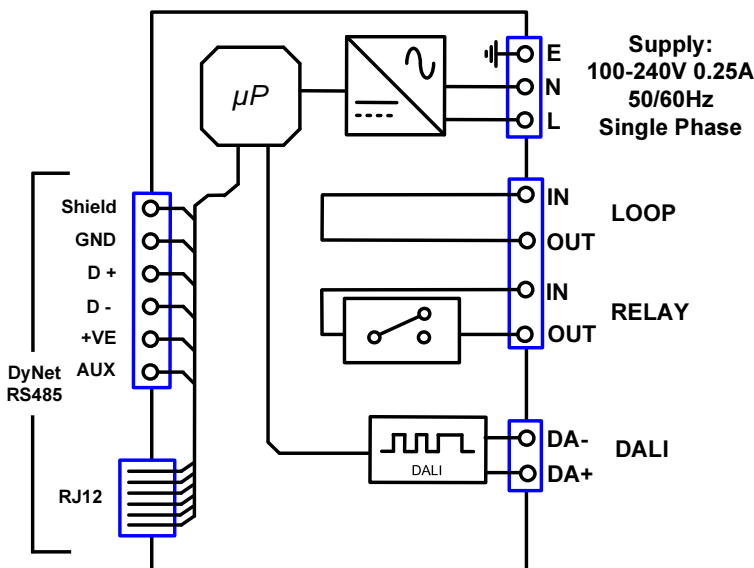 Supply:
100-240V 0.25A
50/60Hz
Single Phase
E
N
L
µP
Shield
GND
D +
D -
+VE
AUX
DyNet
RS485
RJ12
IN
LOOP
OUT
IN
RELAY
OUT
DA-
DALI
DA+
DALI